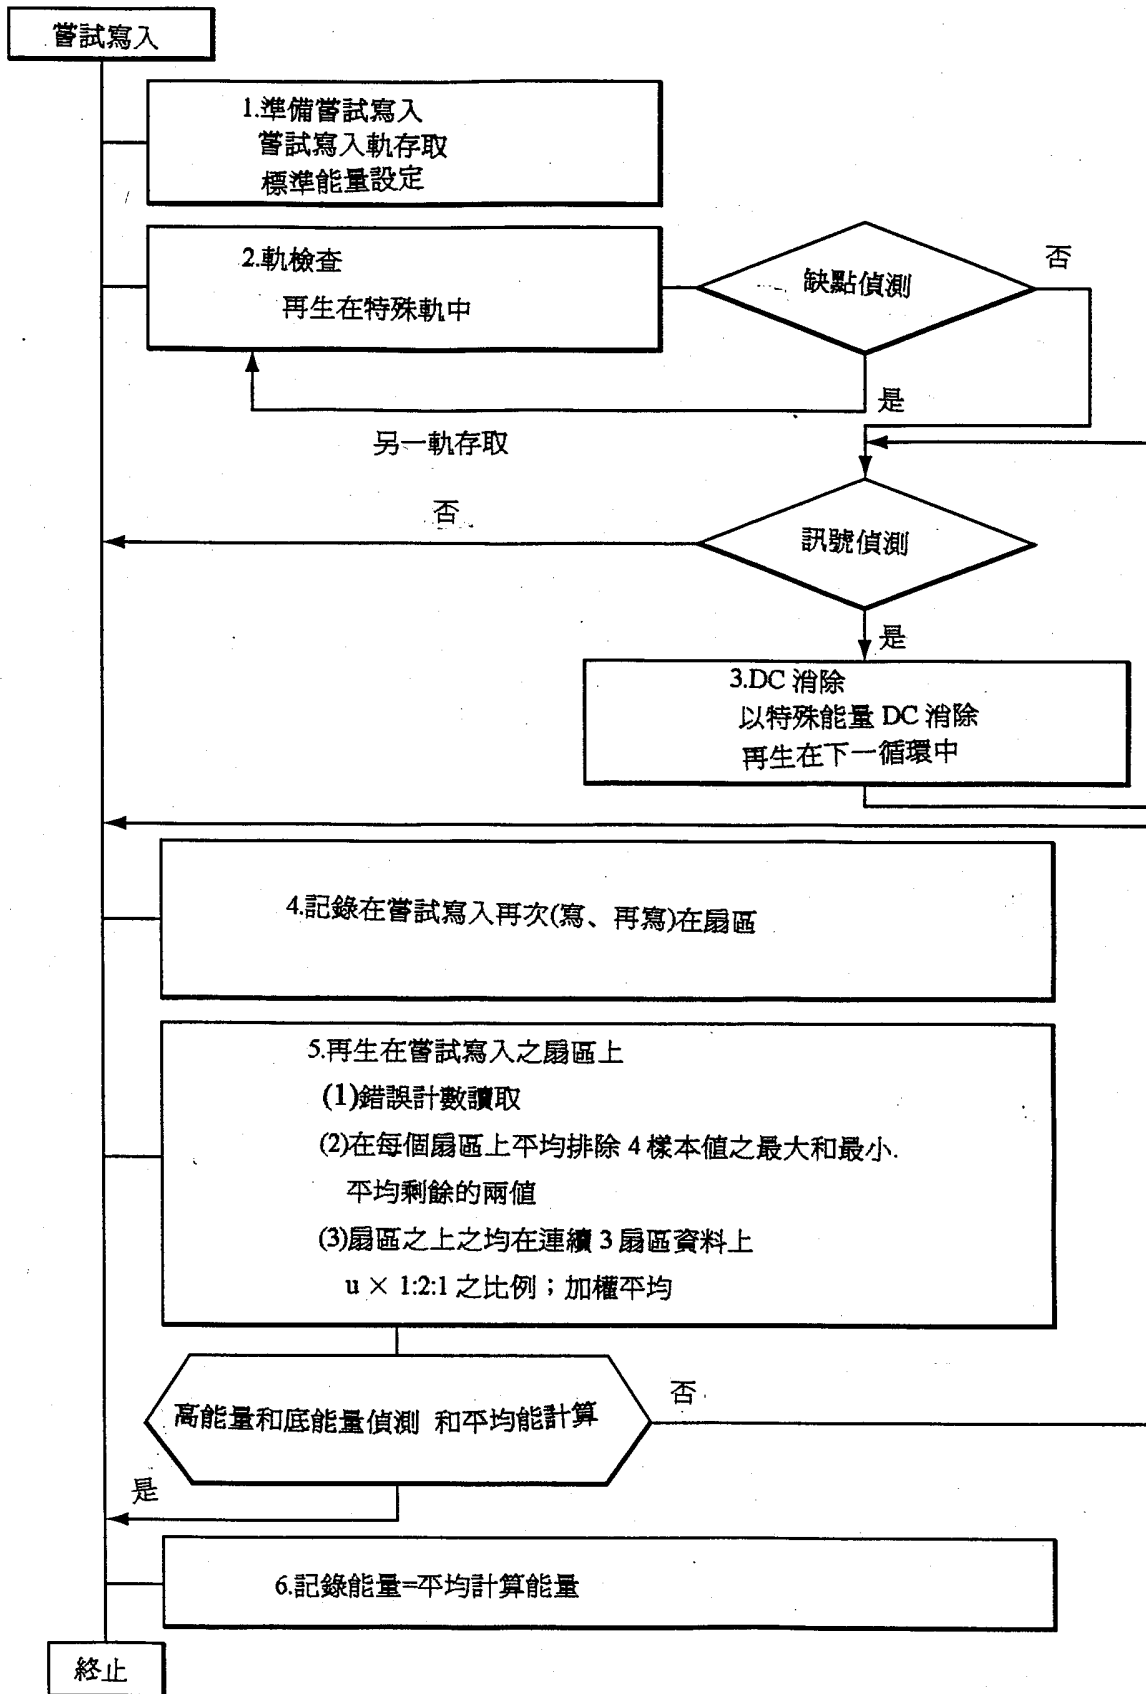 嘗試寫入
1.準備嘗試寫入
嘗試寫入軌存取
標準能量設定
2.軌檢查
再生在特殊軌中
缺點偵測
否
是
另一軌存取
訊號偵測
否
是
3.DC 消除
以特殊能量 DC 消除
再生在下一循環中
4.記錄在嘗試寫入再次(寫、再寫)在扇區
5.再生在嘗試寫入之扇區上
(1)錯誤計數讀取
(2)在每個扇區上平均排除 4 樣本值之最大和最小.
平均剩餘的兩值
(3)扇區之上之均在連續 3 扇區資料上
u × 1:2:1 之比例；加權平均
高能量和底能量偵測 和平均能計算
否
是
6.記錄能量=平均計算能量
終止